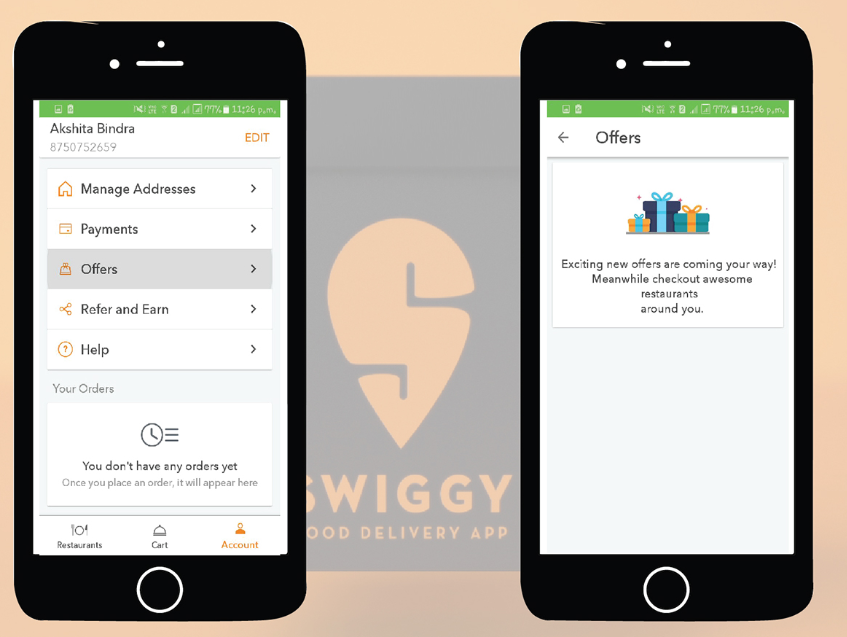 77% 11:26 p.m.
Akshita Bindra
EDIT
8750752659
Manage Addresses
Payments
Offers
Refer and Earn
Help
Your Orders
You don't have any orders yet
Once you place an order, it will appear here
Restaurants
Cart
Account
SWIGGY
OOD DELIVERY APP
77% 11:26 p.m.
Offers
Exciting new offers are coming your way!
Meanwhile checkout awesome
restaurants
around you.